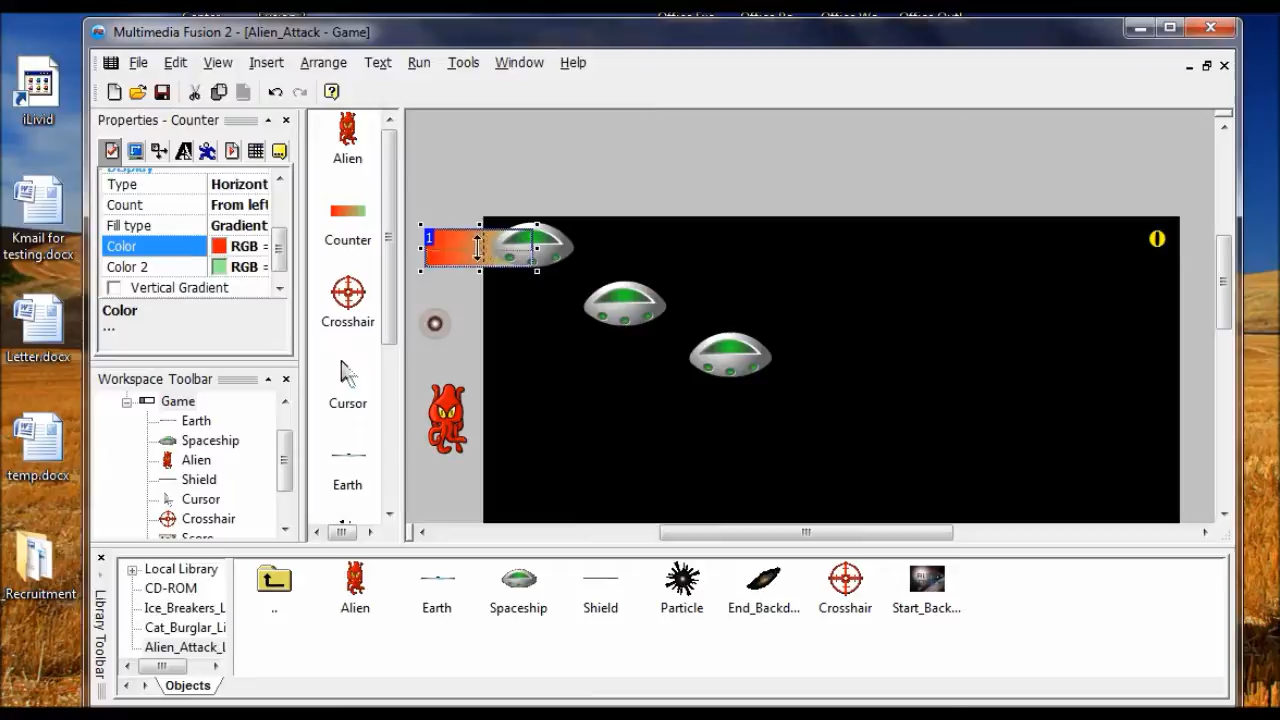 Multimedia Fusion 2 - [Alien_Attack - Game]
File Edit View Insert Arrange Text Run Tools Window Help
iLivid
Kmail for
testing.docx
Letter.docx
temp.docx
_Recruitment
Properties - Counter
Display
Type Horizont
Count From left
Fill type Gradient
Color RGB =
Color 2 RGB =
Vertical Gradient
Color
...
Workspace Toolbar
Game
Earth
Spaceship
Alien
Shield
Cursor
Crosshair
Score
Alien
Counter
Crosshair
Cursor
Earth
1
0
Library Toolbar
Local Library
CD-ROM
Ice_Breakers_L
Cat_Burglar_Li
Alien_Attack_L
Objects
..
Alien
Earth
Spaceship
Shield
Particle
End_Backd...
Crosshair
Start_Back...